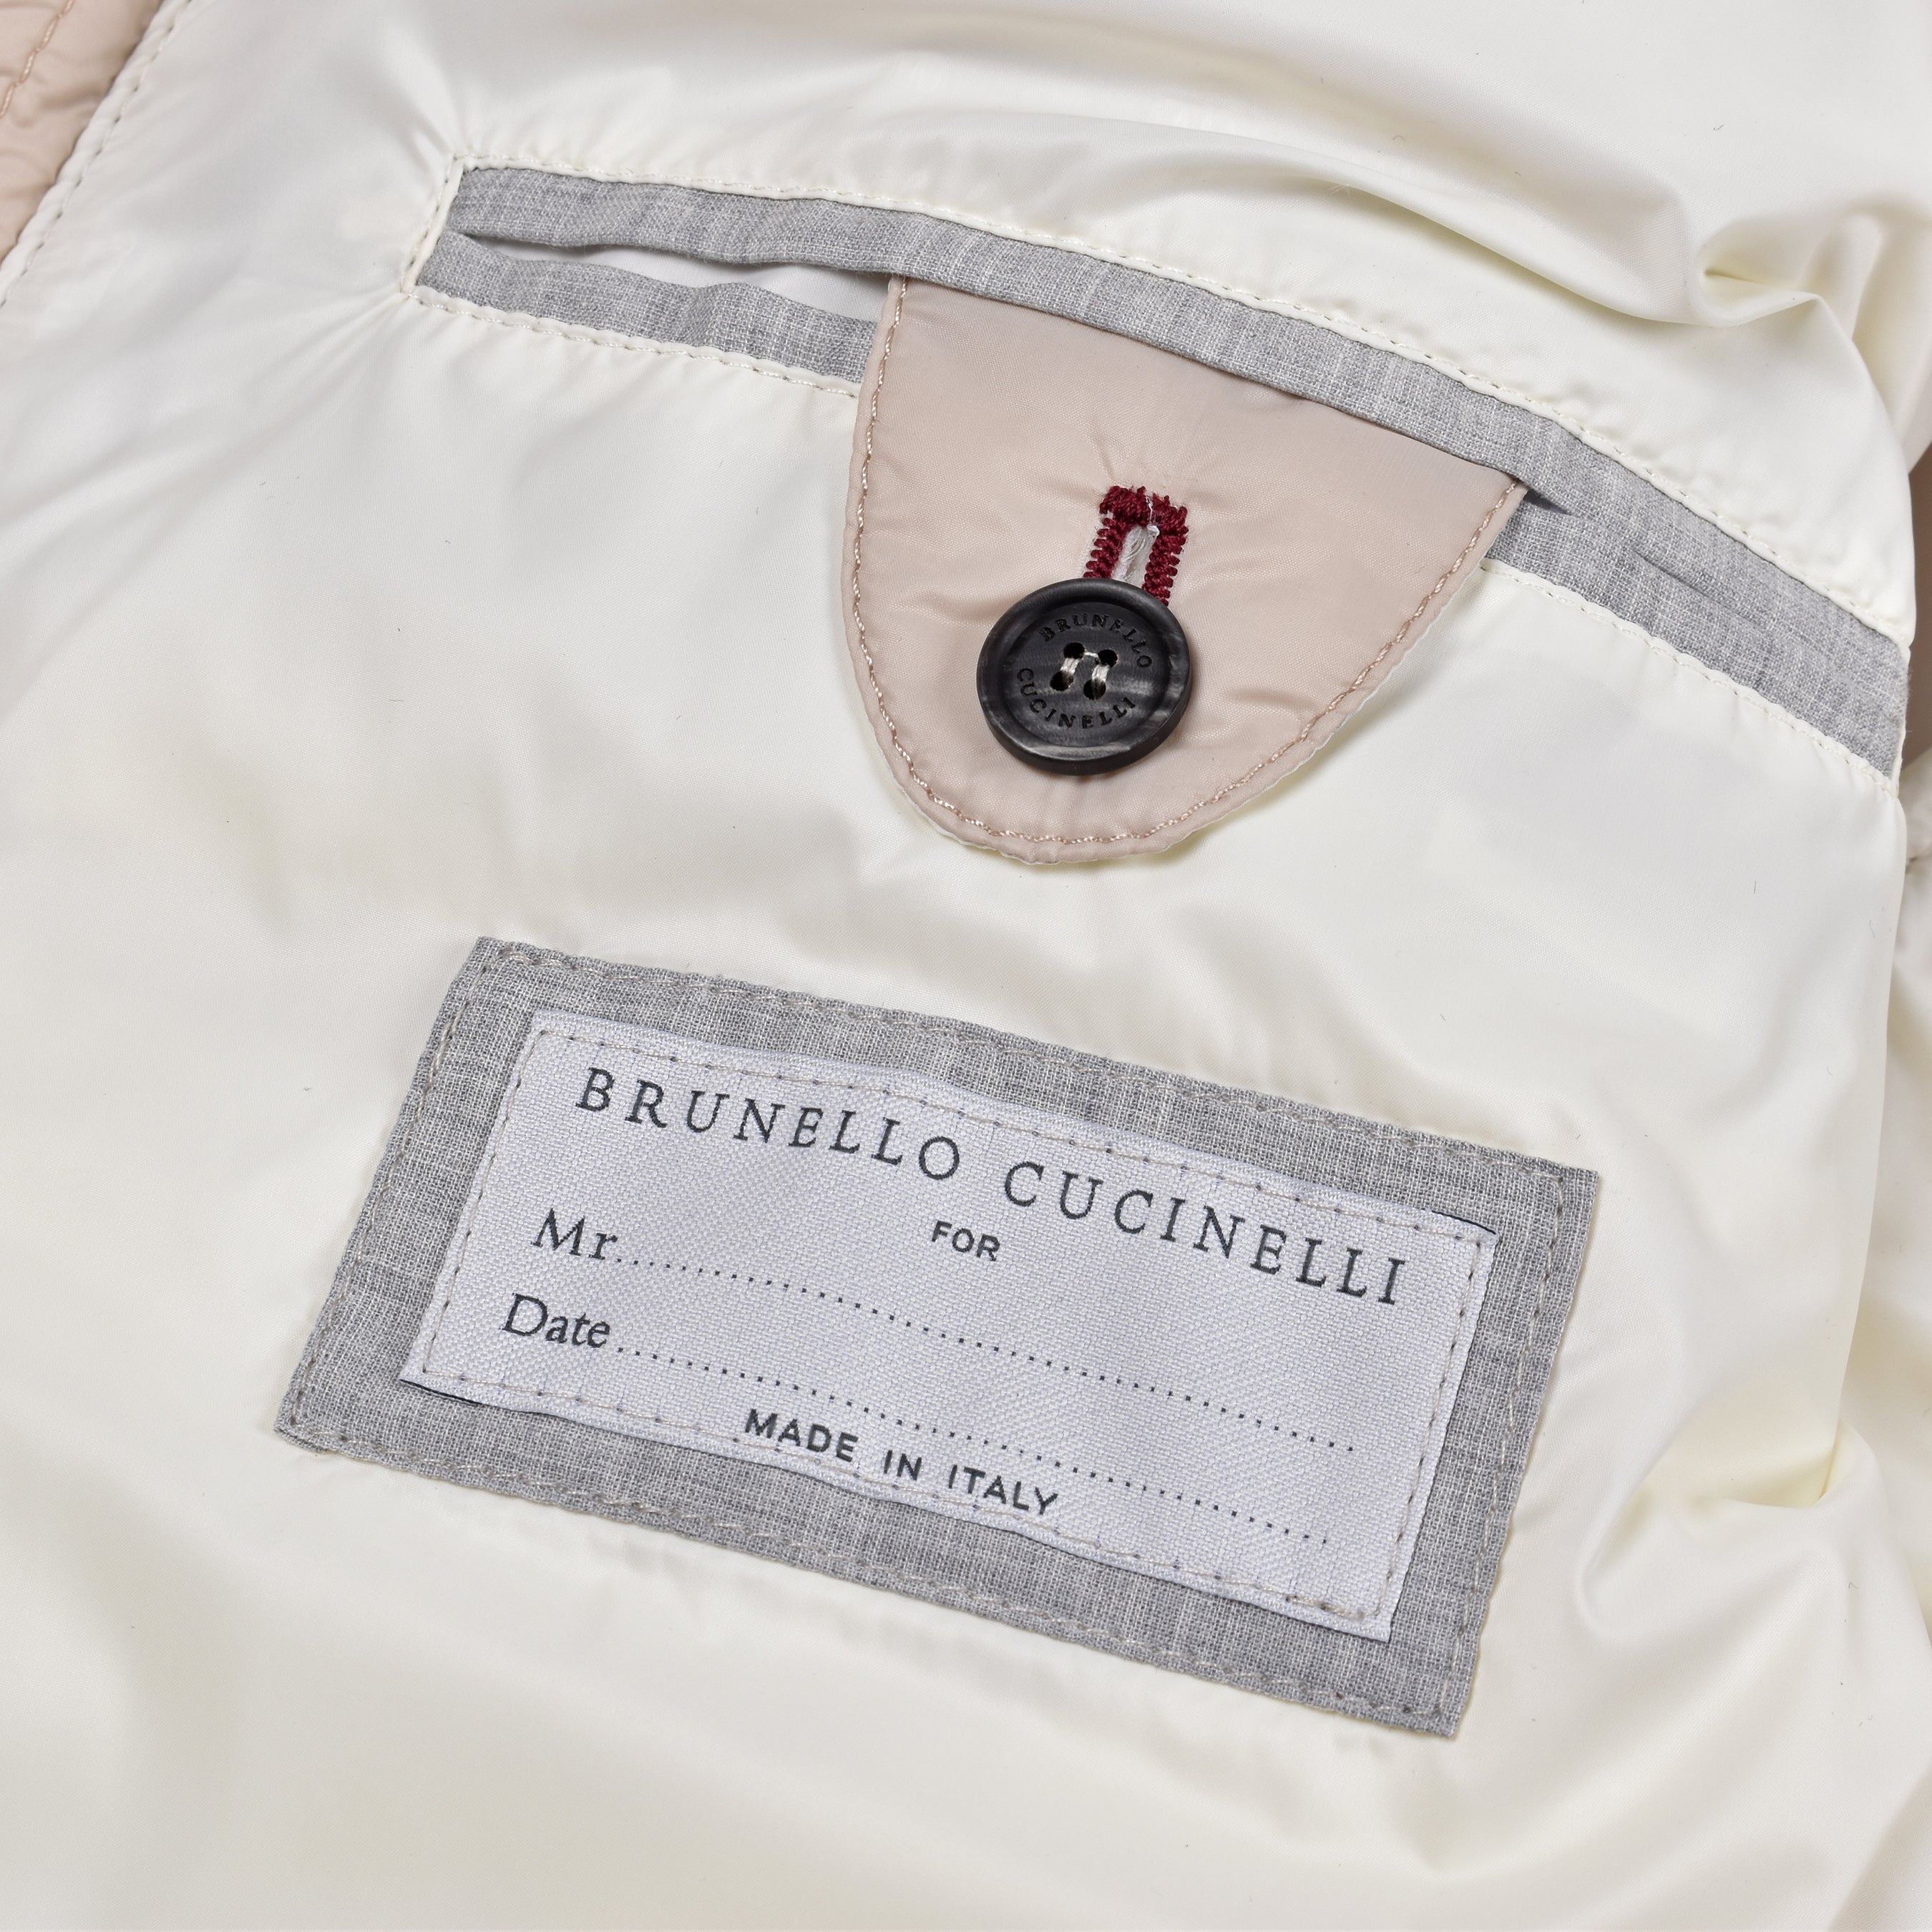 BRUNELLO
CUCINELLI
BRUNELLO CUCINELLI
FOR
Mr.............................................................
Date.............................................................
MADE IN ITALY